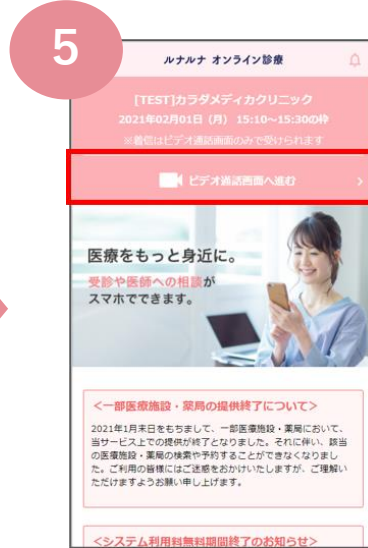 5
ルナルナ オンライン診療
[TEST]カラダメディカクリニック
2021年02月01日（月） 15:10〜15:30の枠
※着信はビデオ通話画面のみで受けられます
ビデオ通話画面へ進む
医療をもっと身近に。
受診や医師への相談が
スマホでできます。
＜一部医療施設・薬局の提供終了について＞
2021年1月末日をもちまして、一部医療施設・薬局において、
当サービス上での提供が終了となりました。それに伴い、該当
の医療施設・薬局の検索や予約することができなくなりまし
た。ご利用の皆様にはご迷惑をおかけいたしますが、ご理解い
ただけますようお願い申し上げます。
＜システム利用料無料期間終了のお知らせ＞